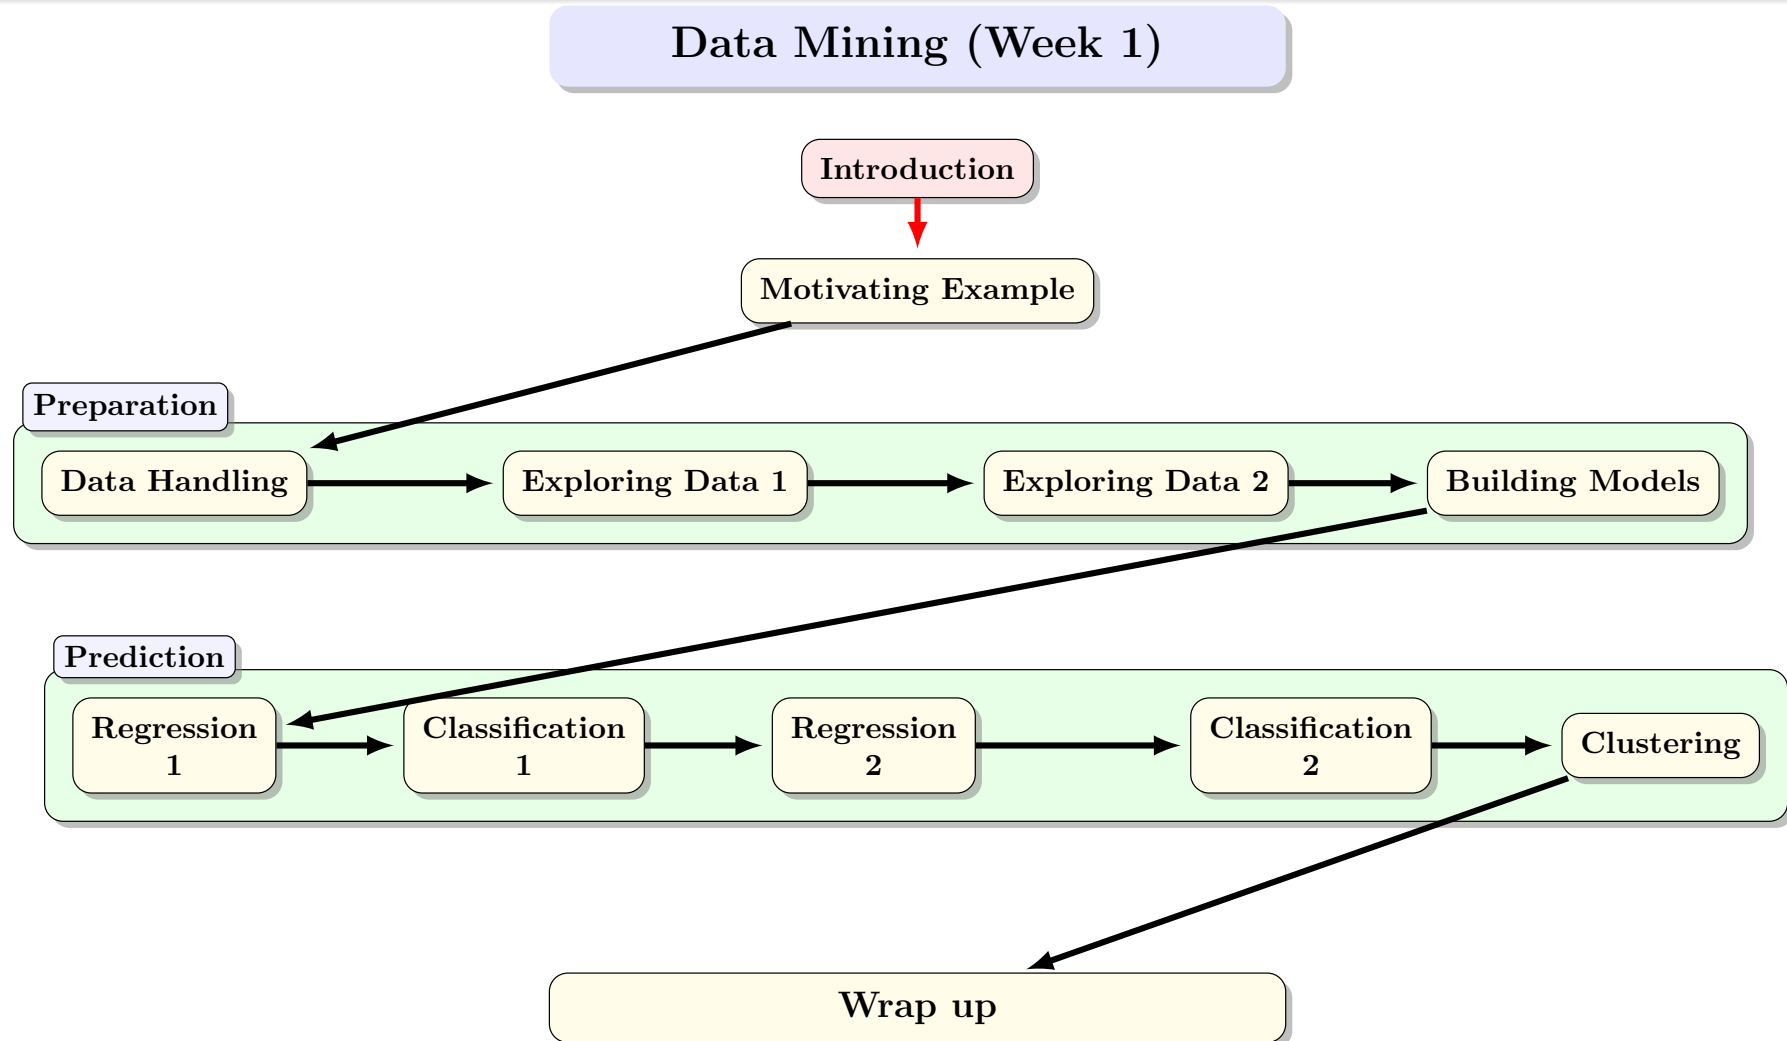 Data Mining (Week 1)
Introduction
Motivating Example
Preparation
Data Handling
Exploring Data 1
Exploring Data 2
Building Models
Prediction
Regression
1
Classification
1
Regression
2
Classification
2
Clustering
Wrap up